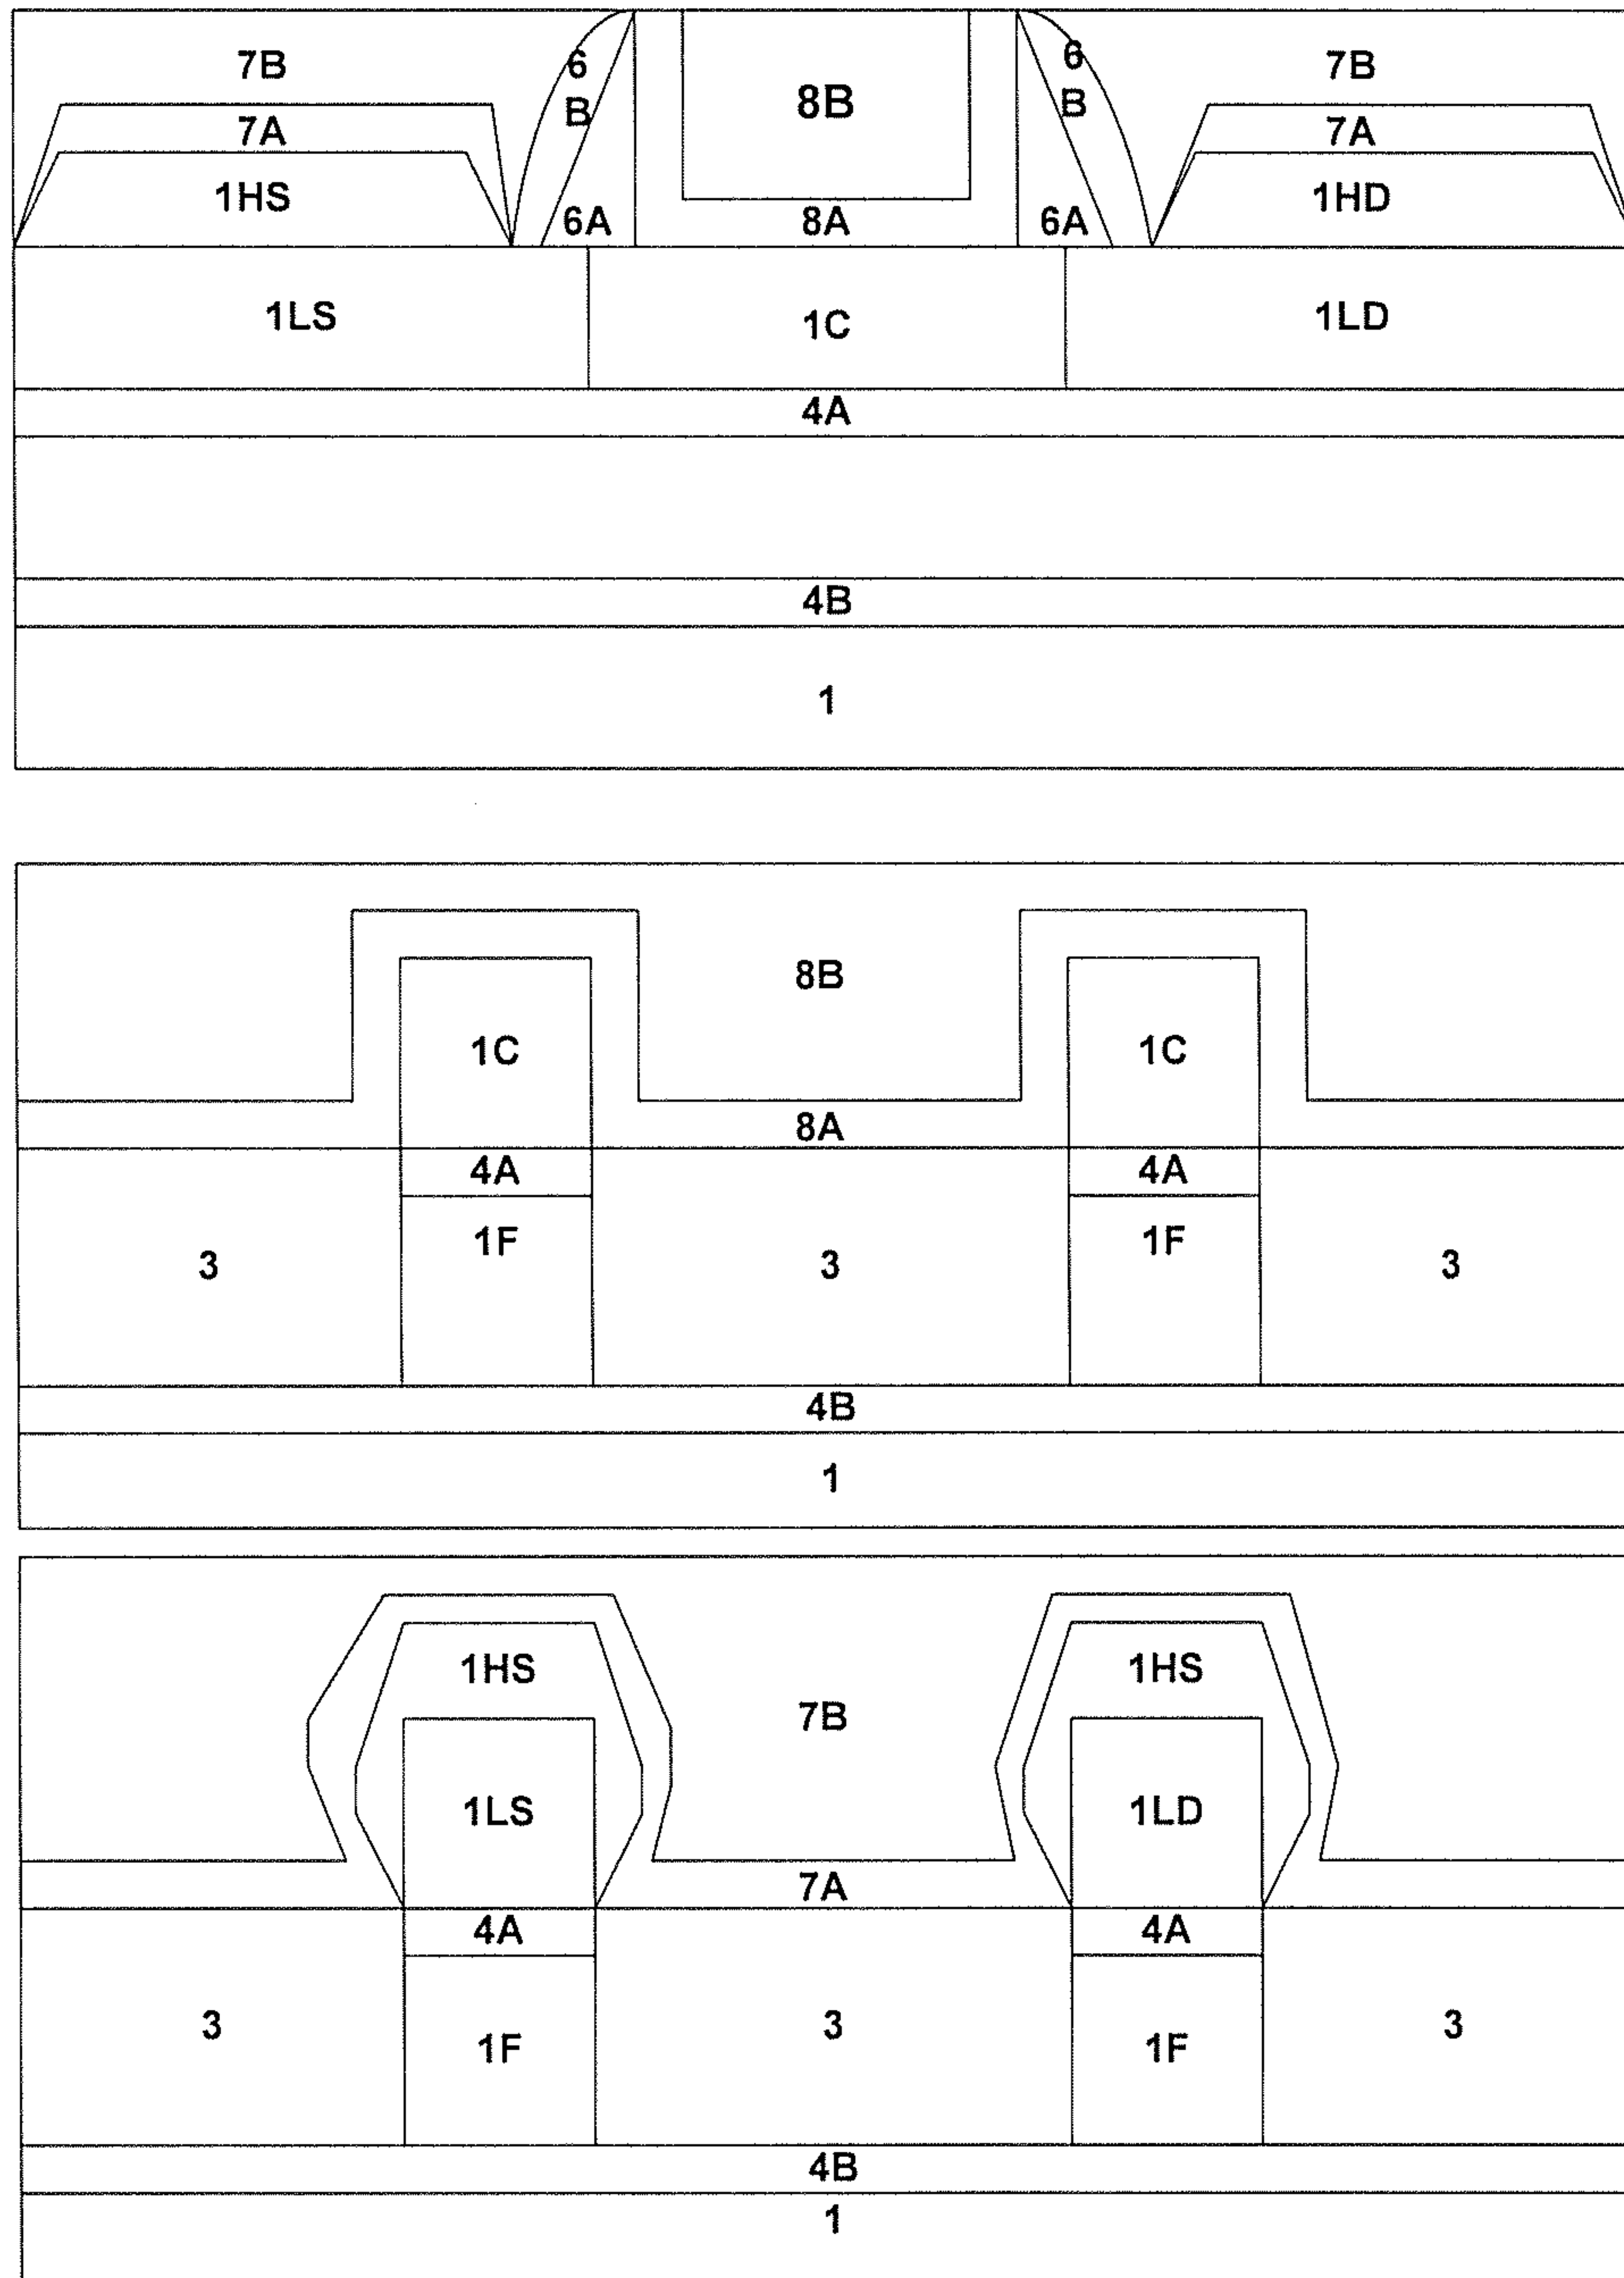 7B 6 8B 6 7B
7A B B 7A
1HS 6A 8A 6A 1HD
1LS 1C 1LD
4A
4B
1
8B
1C 1C
8A
4A 4A
1F 1F
3 3 3
4B
1
1HS 7B 1HS
1LS 1LD
7A
4A 4A
3 3 3
1F 1F
4B
1